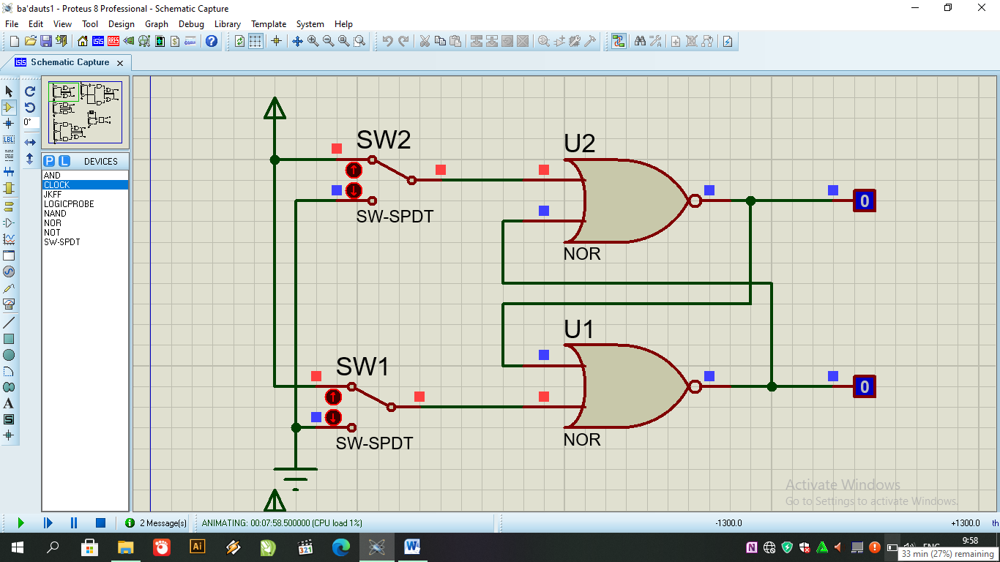 ba'dauts1 - Proteus 8 Professional - Schematic Capture
File Edit View Tool Design Graph Debug Library Template System Help
Schematic Capture
0°
LBL
P L DEVICES
AND
CLOCK
JKFF
LOGICPROBE
NAND
NOR
NOT
SW-SPDT
A
SW2
SW-SPDT
U2
NOR
0
SW1
SW-SPDT
U1
NOR
0
Activate Windows
Go to Settings to activate Windows.
2 Message(s)
ANIMATING: 00:07:58.500000 (CPU load 1%)
-1300.0
+1300.0
th
Ai
321
W
N
9:58
33 min (27%) remaining